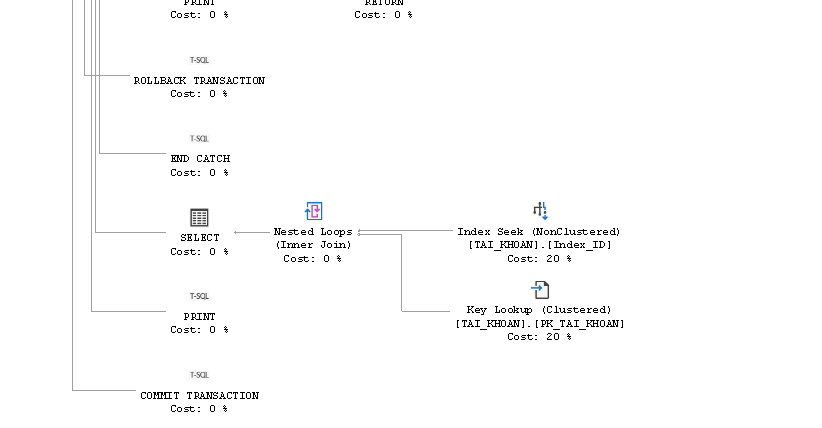 PRINT
Cost: 0 %
RETURN
Cost: 0 %
T-SQL
ROLLBACK TRANSACTION
Cost: 0 %
T-SQL
END CATCH
Cost: 0 %
SELECT
Cost: 0 %
Nested Loops
(Inner Join)
Cost: 0 %
Index Seek (NonClustered)
[TAI_KHOAN].[Index_ID]
Cost: 20 %
Key Lookup (Clustered)
[TAI_KHOAN].[PK_TAI_KHOAN]
Cost: 20 %
T-SQL
PRINT
Cost: 0 %
T-SQL
COMMIT TRANSACTION
Cost: 0 %